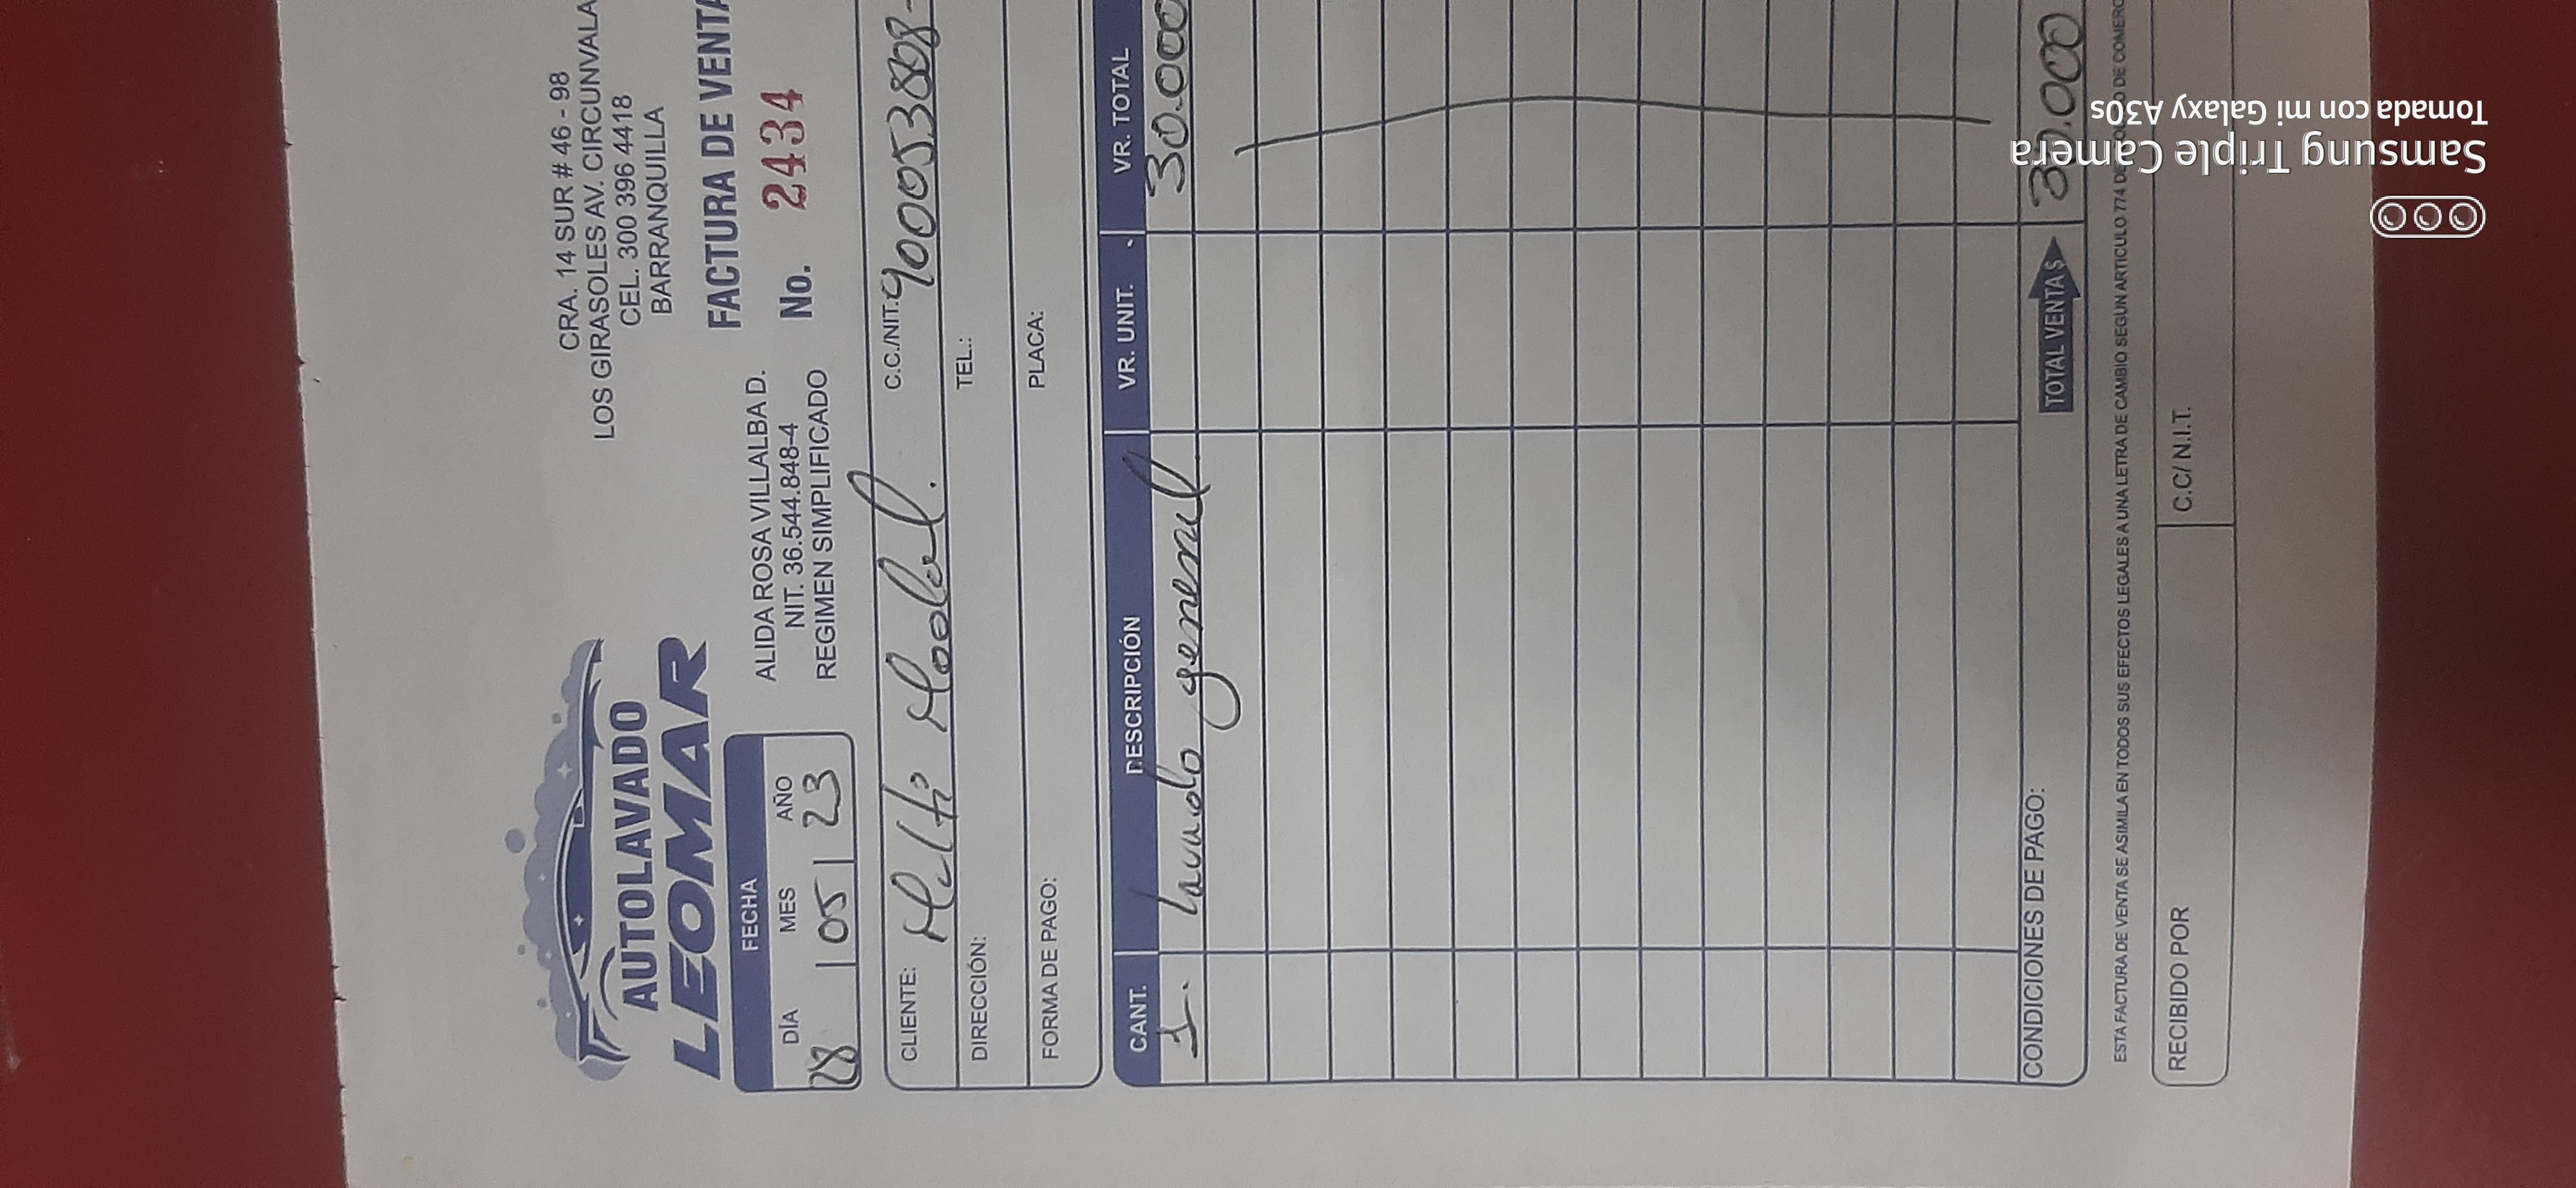 AUTOLAVADO
LEOMAR
CRA. 14 SUR # 46 - 98
LOS GIRASOLES AV. CIRCUNVALA
CEL. 300 396 4418
BARRANQUILLA
FACTURA DE VENTA
ALIDA ROSA VILLALBA D.
NIT. 36.544.848-4
REGIMEN SIMPLIFICADO
No. 2434
FECHA
DÍA MES AÑO
28 05 23
CLIENTE: C.C./NIT. 900053808-
DIRECCIÓN: TEL.:
FORMA DE PAGO: PLACA:
CANT. DESCRIPCIÓN VR. UNIT. VR. TOTAL
1. lavado general 30.000
CONDICIONES DE PAGO: TOTAL VENTA $ 30.000
ESTA FACTURA DE VENTA SE ASIMILA EN TODOS SUS EFECTOS LEGALES A UNA LETRA DE CAMBIO SEGUN ARTICULO 774 DE DE COMERC
RECIBIDO POR C.C/ N.I.T.
Samsung Triple Camera
Tomada con mi Galaxy A30s